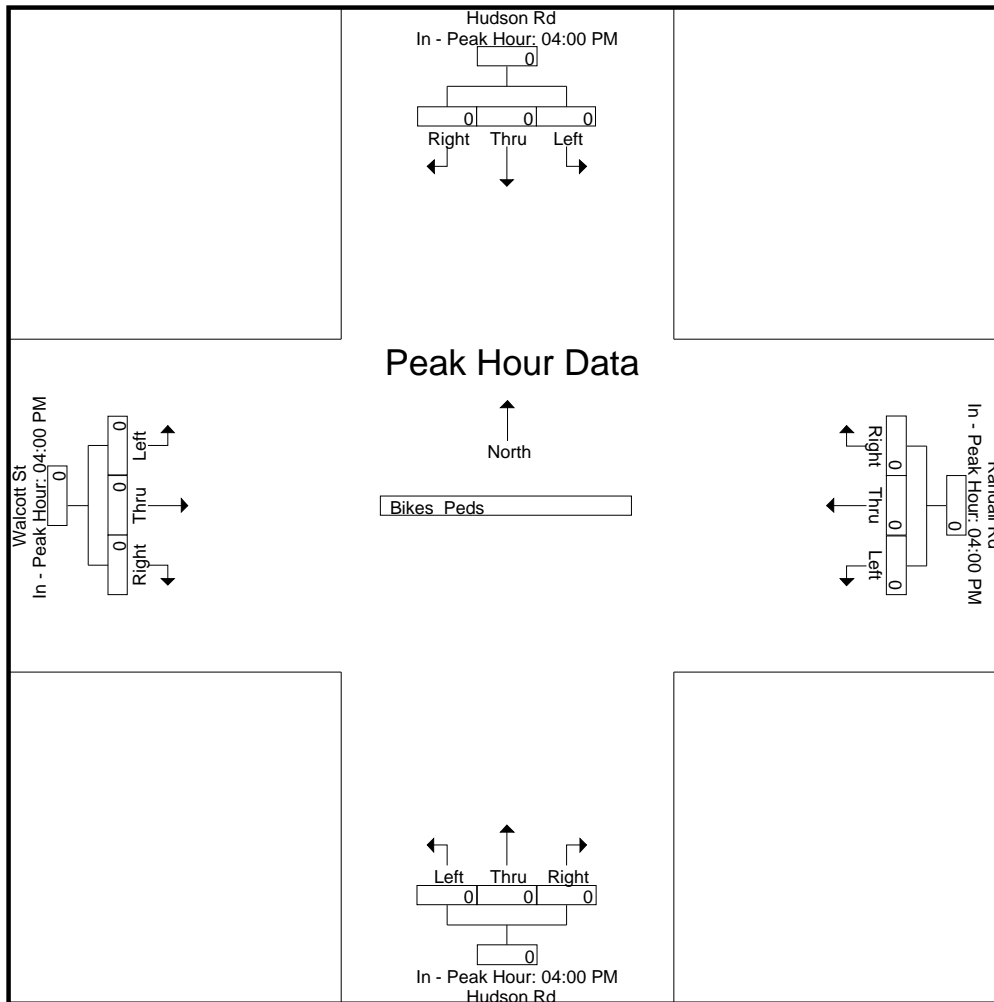 Hudson Rd
In - Peak Hour: 04:00 PM
0
0 0 0
Right Thru Left
Peak Hour Data
North
Bikes Peds
Walcott St
In - Peak Hour: 04:00 PM
0
0 0 0
Left Thru Right
Randall Rd
In - Peak Hour: 04:00 PM
0
0 0 0
Right Thru Left
Left Thru Right
0 0 0
0
In - Peak Hour: 04:00 PM
Hudson Rd